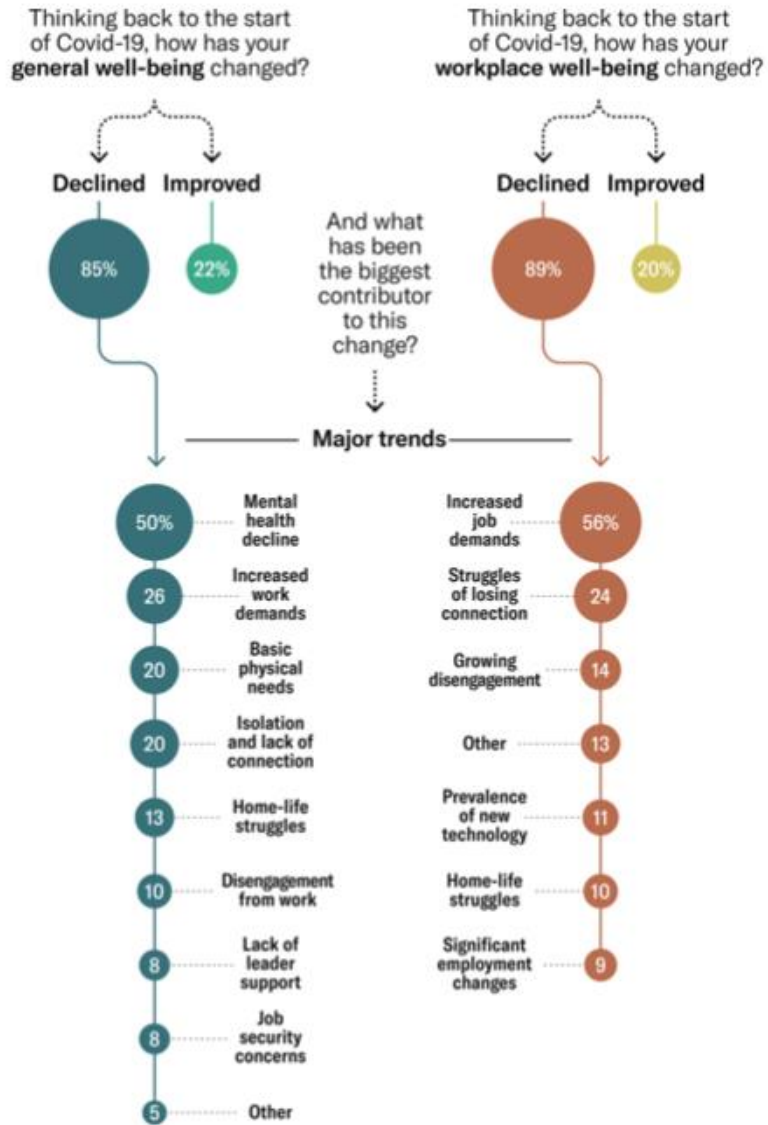 Thinking back to the start
of Covid-19, how has your
general well-being changed?
Declined
Improved
85%
22%
Thinking back to the start
of Covid-19, how has your
workplace well-being changed?
Declined
Improved
89%
20%
And what
has been
the biggest
contributor
to this
change?
Major trends
50%
Mental
health
decline
26
Increased
work
demands
20
Basic
physical
needs
20
Isolation
and lack of
connection
13
Home-life
struggles
10
Disengagement
from work
8
Lack of
leader
support
8
Job
security
concerns
5
Other
Increased
job
demands
56%
Struggles
of losing
connection
24
Growing
disengagement
14
Other
13
Prevalence
of new
technology
11
Home-life
struggles
10
Significant
employment
changes
9